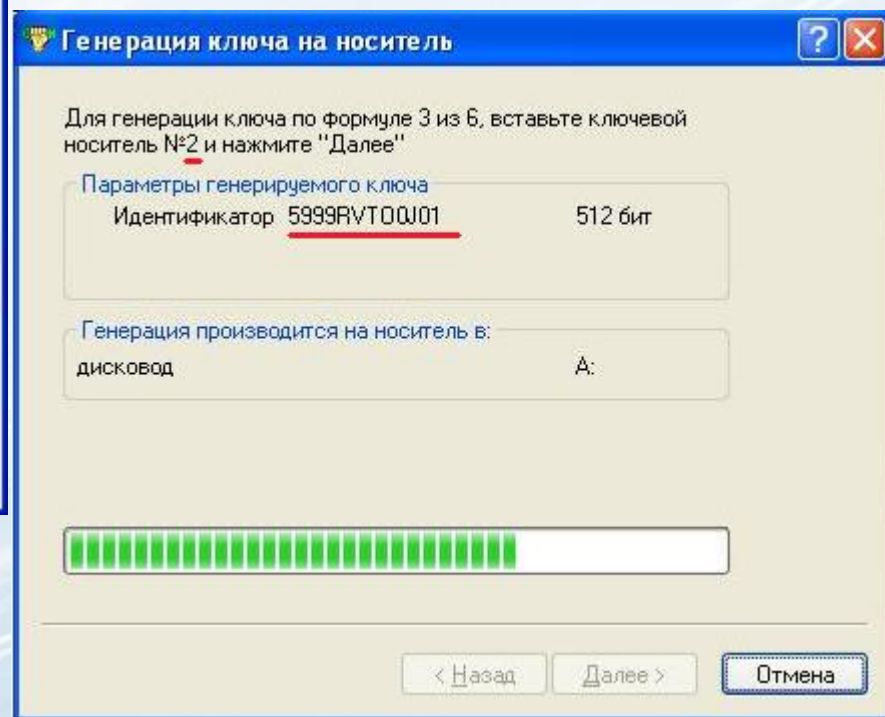 Генерация ключа на носитель
Для генерации ключа по формуле 3 из 6, вставьте ключевой
носитель №2 и нажмите "Далее"
Параметры генерируемого ключа
Идентификатор 5999RVTO0J01 512 бит
Генерация производится на носитель в:
дисковод A:
< Назад Далее > Отмена